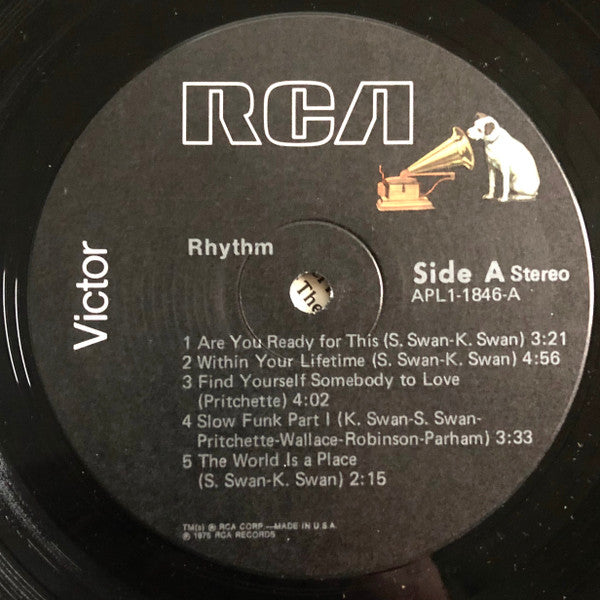 RCA
Victor
Rhythm
Side A Stereo
APL1-1846-A
The
1 Are You Ready for This (S. Swan-K. Swan) 3:21
2 Within Your Lifetime (S. Swan-K. Swan) 4:56
3 Find Yourself Somebody to Love
(Pritchette) 4:02
4 Slow Funk Part I (K. Swan-S. Swan-
Pritchette-Wallace-Robinson-Parham) 3:33
5 The World Is a Place
(S. Swan-K. Swan) 2:15
TM(s) ® RCA CORP.—MADE IN U.S.A.
℗ 1976 RCA RECORDS